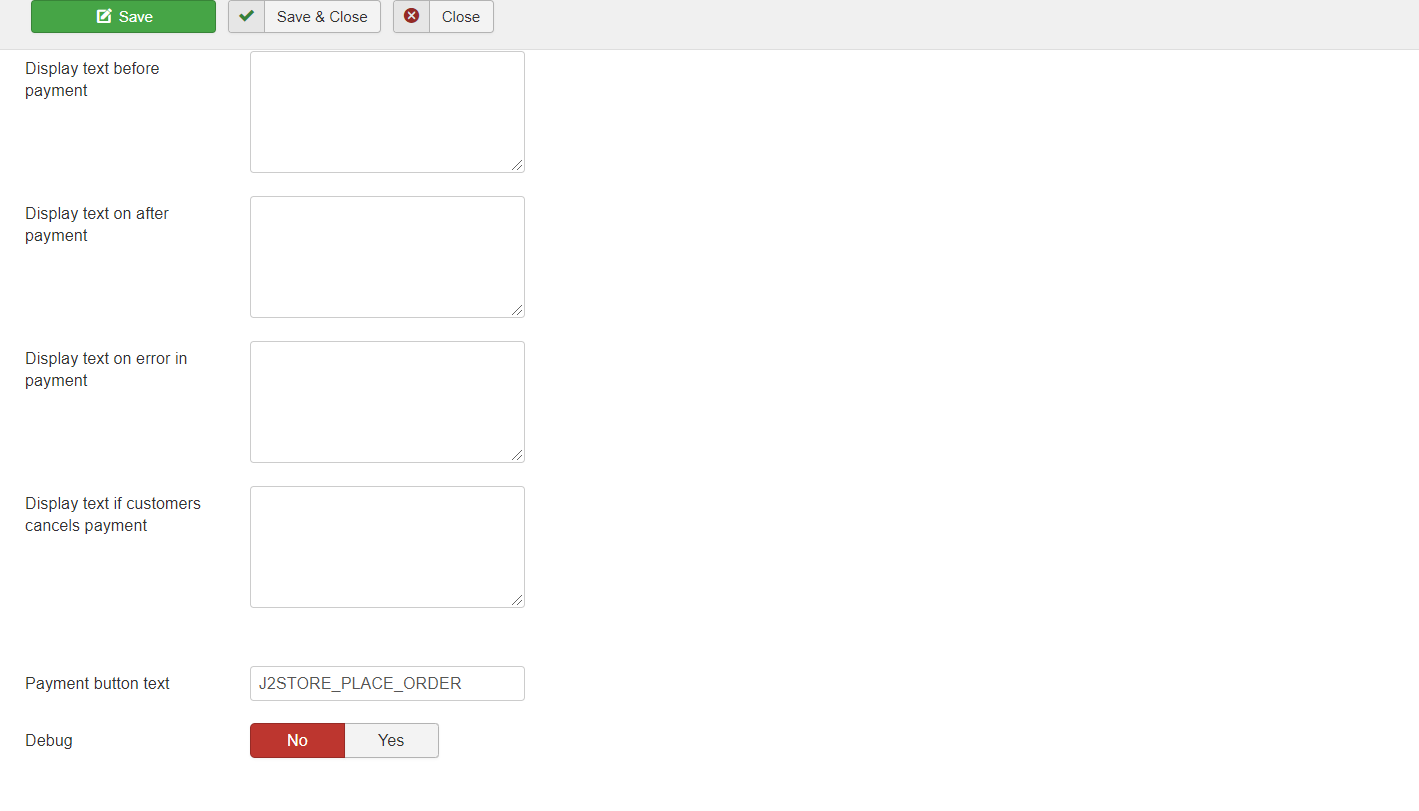 Save
Save & Close
Close
Display text before
payment
Display text on after
payment
Display text on error in
payment
Display text if customers
cancels payment
Payment button text
J2STORE_PLACE_ORDER
Debug
No
Yes